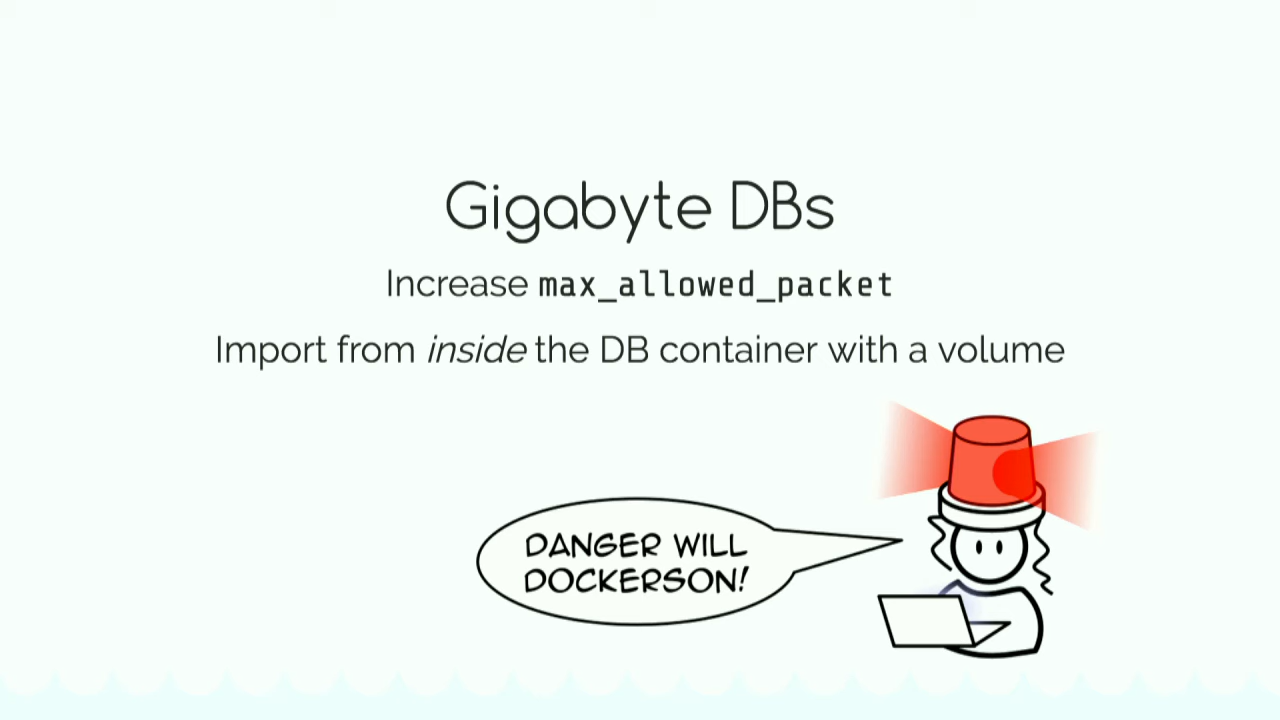 Gigabyte DBs
Increase max_allowed_packet
Import from inside the DB container with a volume
DANGER WILL
DOCKERSON!